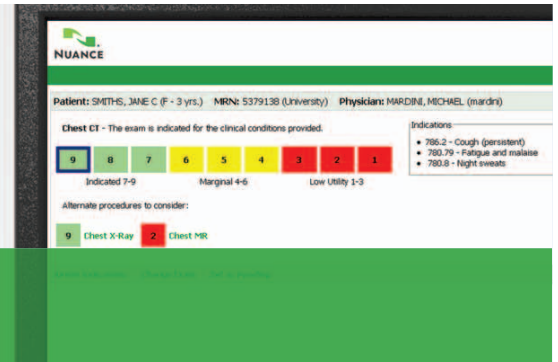 NUANCE
Patient: SMITHS, JANE C (F - 3 yrs.) MRN: 5379138 (University) Physician: MARDINI, MICHAEL (mardini)
Chest CT - The exam is indicated for the clinical conditions provided.
Indications
• 786.2 - Cough (persistent)
• 780.79 - Fatigue and malaise
• 780.8 - Night sweats
9 8 7 6 5 4 3 2 1
Indicated 7-9 Marginal 4-6 Low Utility 1-3
Alternate procedures to consider:
9 Chest X-Ray 2 Chest MR